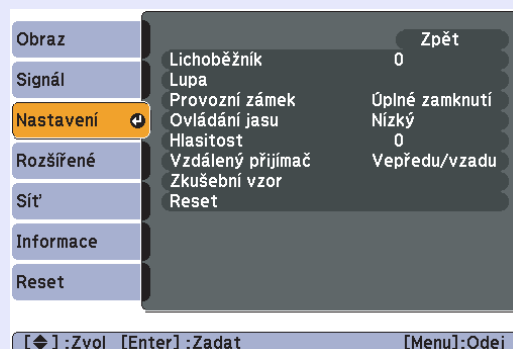 Obraz
Signál
Nastavení
Rozšířené
Síť
Informace
Reset
Zpět
Lichoběžník 0
Lupa
Provozní zámek Úplné zamknutí
Ovládání jasu Nízký
Hlasitost 0
Vzdálený přijímač Vepředu/vzadu
Zkušební vzor
Reset
[◆]:Zvol [Enter]:Zadat [Menu]:Odej